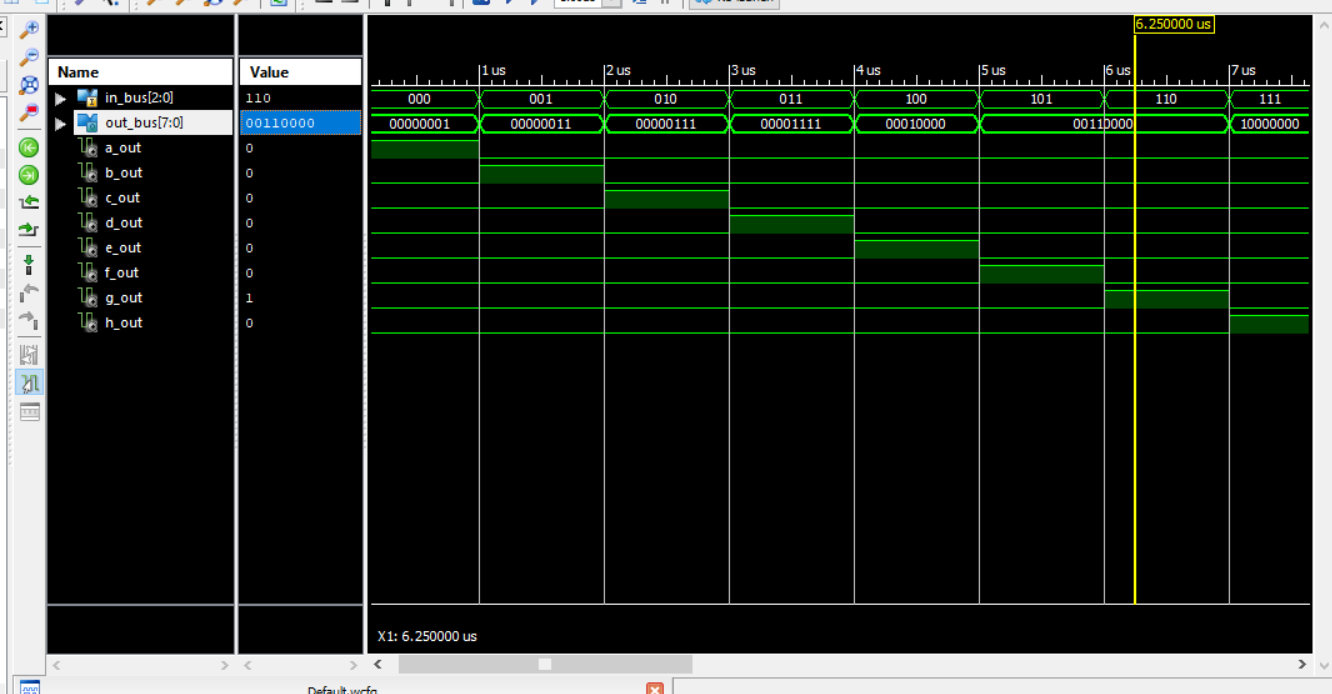 6.250000 us
Name Value
1 us 2 us 3 us 4 us 5 us 6 us 7 us
in_bus[2:0] 110 000 001 010 011 100 101 110 111
out_bus[7:0] 00110000 00000001 00000011 00000111 00001111 00010000 00110000 10000000
a_out 0
b_out 0
c_out 0
d_out 0
e_out 0
f_out 0
g_out 1
h_out 0
X1: 6.250000 us
Default.wcfg